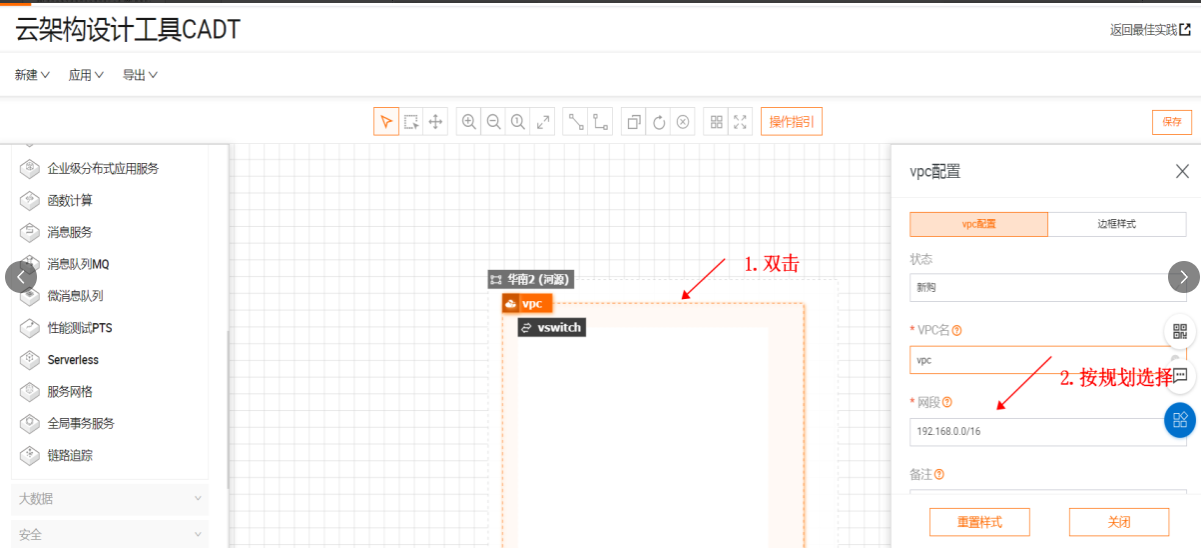 云架构设计工具CADT
返回最佳实践
新建 应用 导出
操作指引
保存
企业级分布式应用服务
函数计算
消息服务
消息队列MQ
微消息队列
性能测试PTS
Serverless
服务网格
全局事务服务
链路追踪
大数据
安全
华南2 (河源)
vpc
vswitch
1. 双击
vpc配置
vpc配置 边框样式
状态
新购
* VPC名
vpc
2. 按规划选择
* 网段
192.168.0.0/16
备注
重置样式 关闭